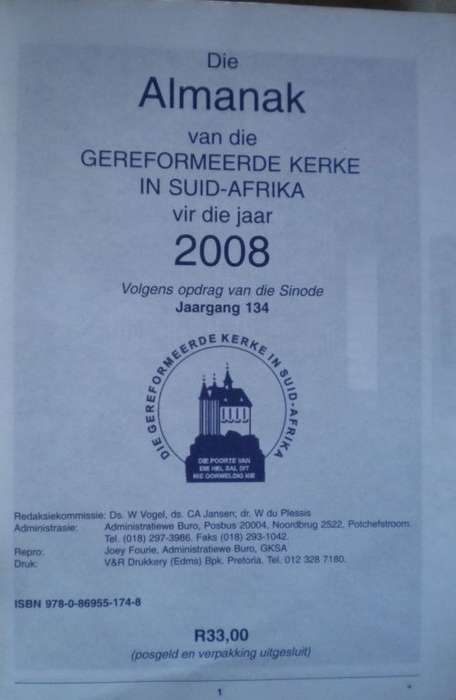 Die
Almanak
van die
GEREFORMEERDE KERKE
IN SUID-AFRIKA
vir die jaar
2008
Volgens opdrag van die Sinode
Jaargang 134
DIE GEREFORMEERDE KERKE IN SUID-AFRIKA
DIE POORTE VAN
DIE HEL SAL DIT
NIE OORWELDIG NIE
Redaksiekommissie: Ds. W Vogel, ds. CA Jansen; dr. W du Plessis
Administrasie: Administratiewe Buro, Posbus 20004, Noordbrug 2522, Potchefstroom.
Tel. (018) 297-3986. Faks (018) 293-1042.
Repro: Joey Fourie, Administratiewe Buro, GKSA
Druk: V&R Drukkery (Edms) Bpk. Pretoria. Tel. 012 328 7180.
ISBN 978-0-86955-174-8
R33,00
(posgeld en verpakking uitgesluit)
1